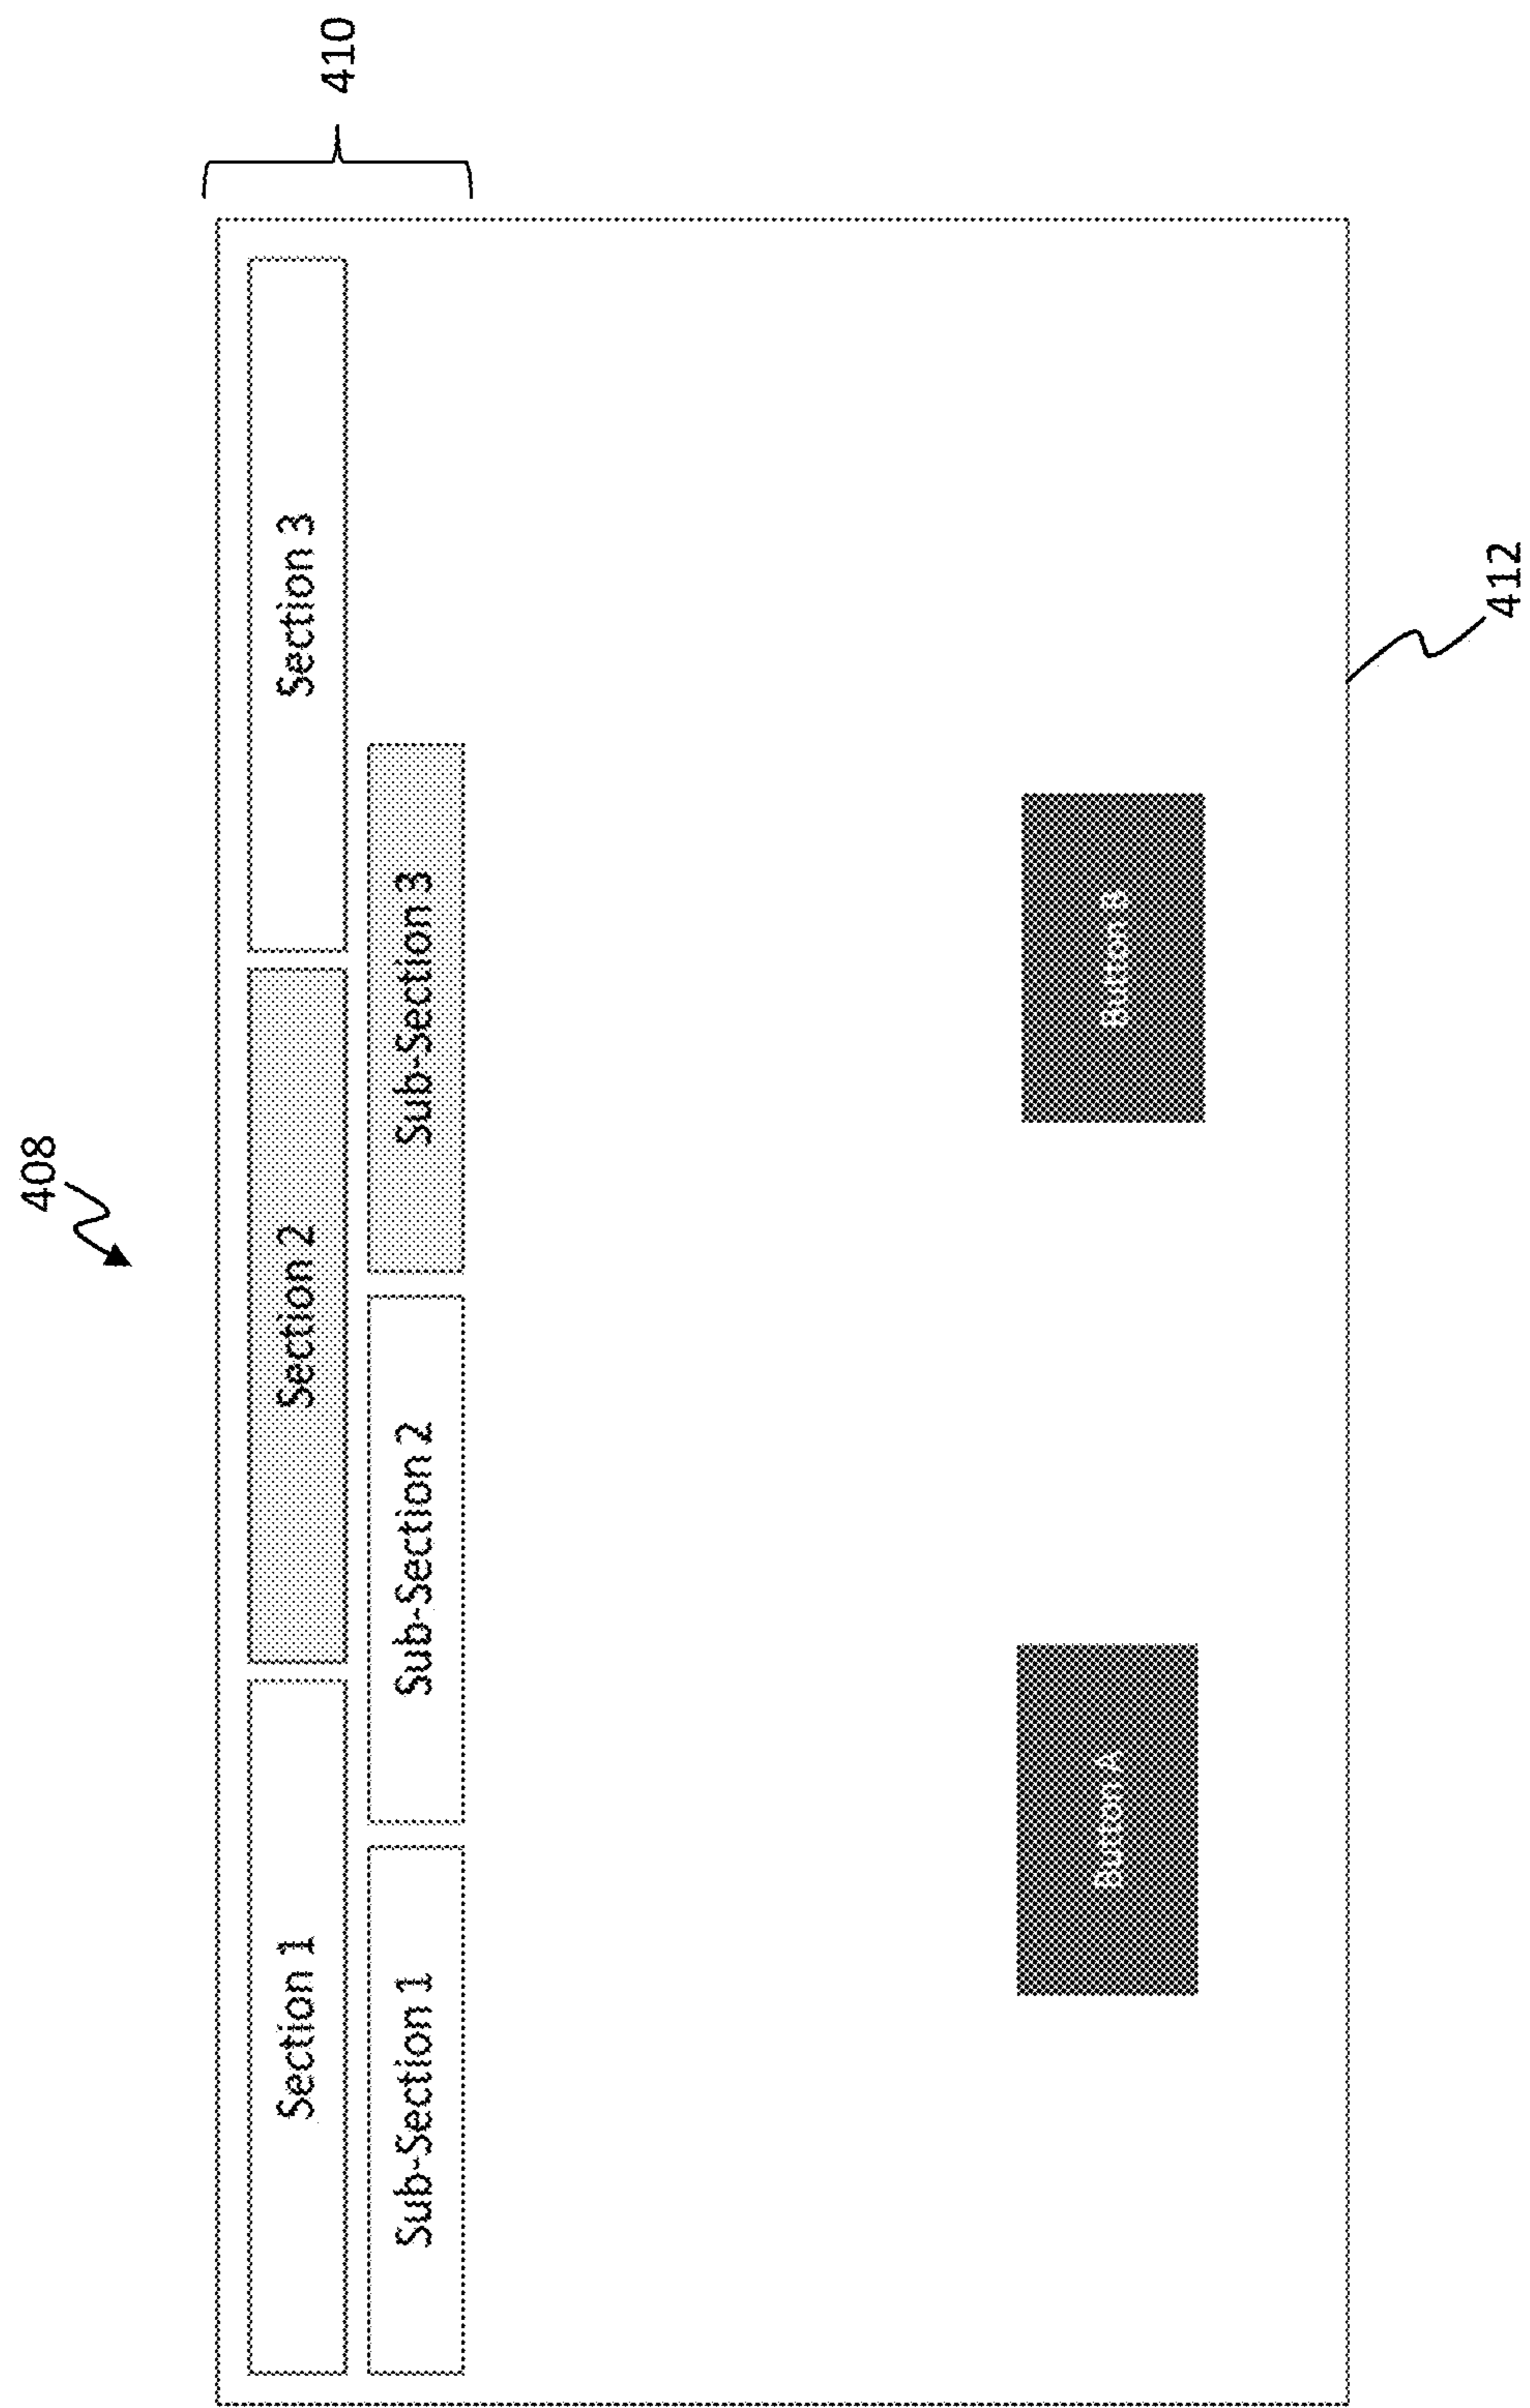 408
410
Section 1
Section 2
Section 3
Sub-Section 1
Sub-Section 2
Sub-Section 3
Button A
Button B
412